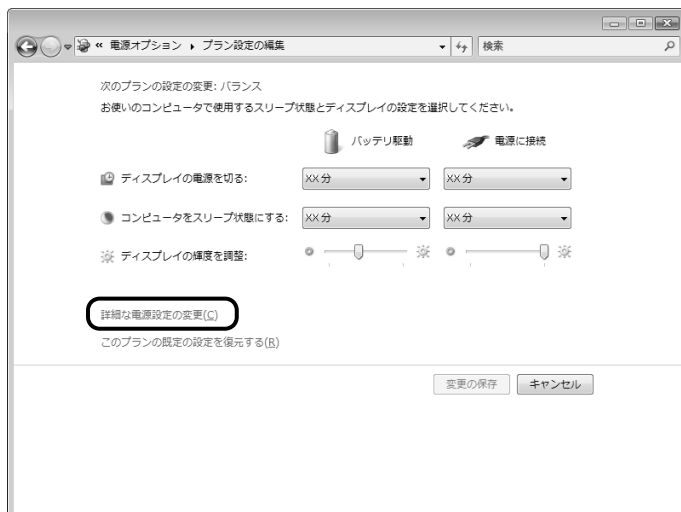 « 電源オプション ▸ プラン設定の編集
検索
次のプランの設定の変更: バランス
お使いのコンピュータで使用するスリープ状態とディスプレイの設定を選択してください。
バッテリ駆動 電源に接続
ディスプレイの電源を切る: XX 分 XX 分
コンピュータをスリープ状態にする: XX 分 XX 分
ディスプレイの輝度を調整:
詳細な電源設定の変更(C)
このプランの既定の設定を復元する(R)
変更の保存 キャンセル